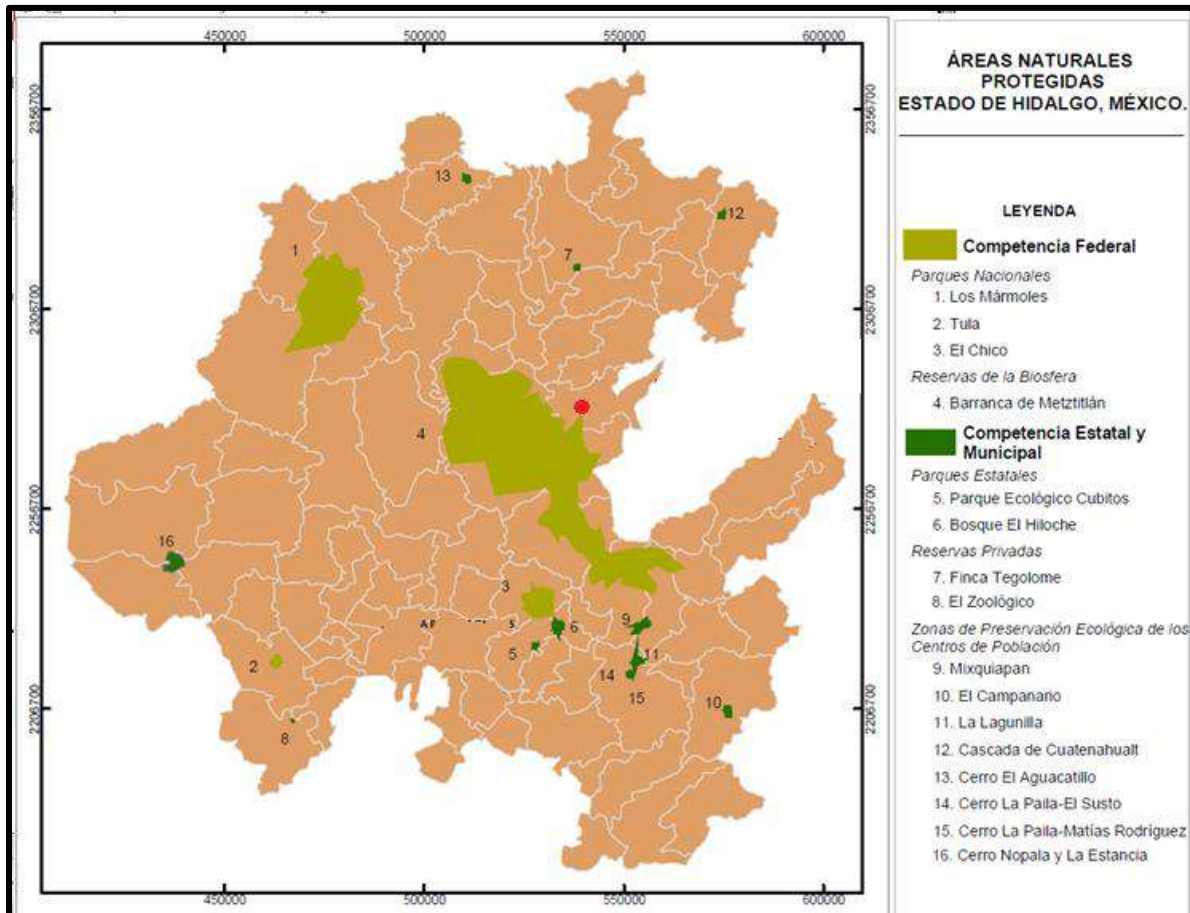 450000
500000
550000
600000
2356700
2306700
2256700
2206700
2356700
2306700
2256700
2206700
13
12
1
7
4
16
3
9
6
5
11
2
14
15
10
8
450000
500000
550000
600000
ÁREAS NATURALES
PROTEGIDAS
ESTADO DE HIDALGO, MÉXICO.
LEYENDA
Competencia Federal
Parques Nacionales
1. Los Mármoles
2. Tula
3. El Chico
Reservas de la Biosfera
4. Barranca de Metztitlán
Competencia Estatal y
Municipal
Parques Estatales
5. Parque Ecológico Cubitos
6. Bosque El Hiloche
Reservas Privadas
7. Finca Tegolome
8. El Zoológico
Zonas de Preservación Ecológica de los
Centros de Población
9. Mixquiapan
10. El Campanario
11. La Lagunilla
12. Cascada de Cuatenahualt
13. Cerro El Aguacatillo
14. Cerro La Paila-El Susto
15. Cerro La Paila-Matías Rodríguez
16. Cerro Nopala y La Estancia